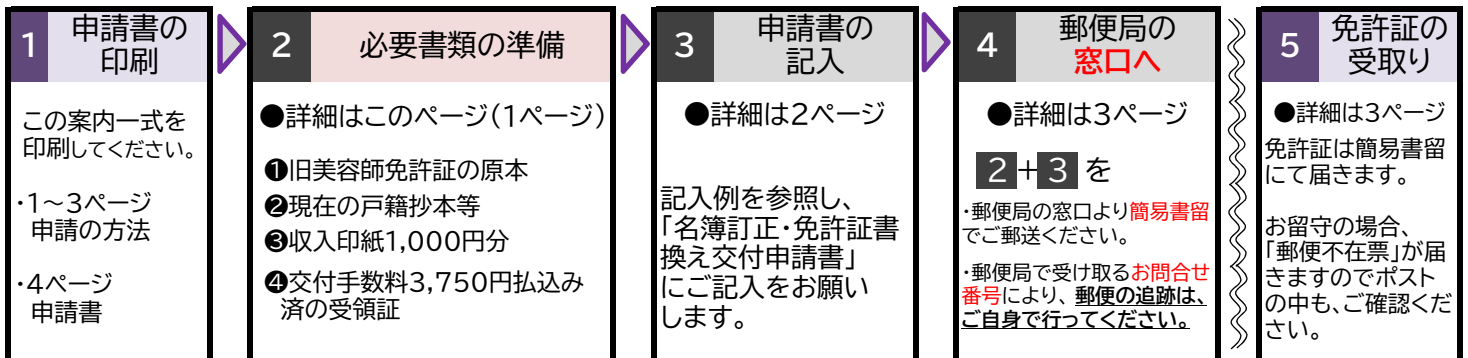 1
申請書の
印刷
この案内一式を
印刷してください。
・1～3ページ
申請の方法
・4ページ
申請書
2
必要書類の準備
●詳細はこのページ(1ページ)
❶旧美容師免許証の原本
❷現在の戸籍抄本等
❸収入印紙1,000円分
❹交付手数料3,750円払込み
済の受領証
3
申請書の
記入
●詳細は2ページ
記入例を参照し、
「名簿訂正・免許証書
換え交付申請書」
にご記入をお願い
します。
4
郵便局の
窓口へ
●詳細は3ページ
2+3 を
・郵便局の窓口より簡易書留
でご郵送ください。
・郵便局で受け取るお問合せ
番号により、郵便の追跡は、
ご自身で行ってください。
5
免許証の
受取り
●詳細は3ページ
免許証は簡易書留
にて届きます。
お留守の場合、
「郵便不在票」が届
きますのでポスト
の中も、ご確認くだ
さい。